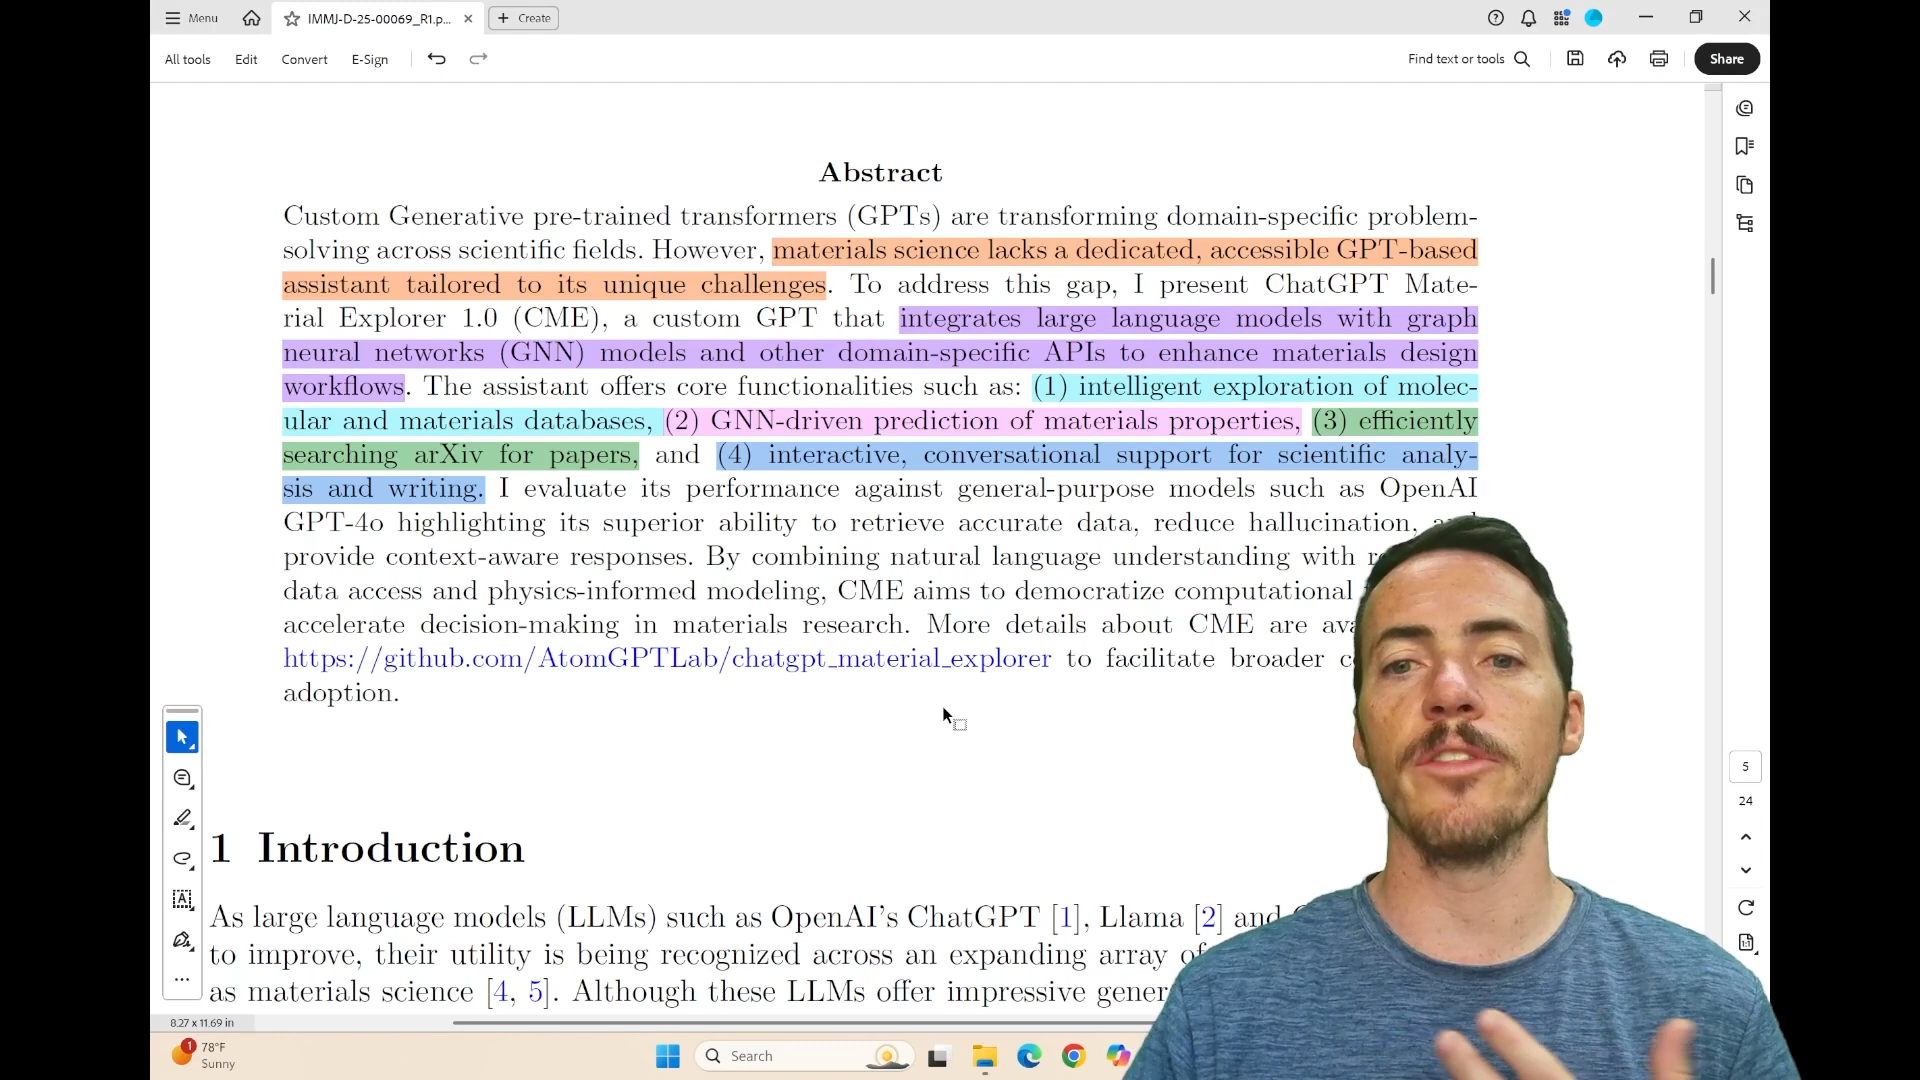 Menu
IMMJ-D-25-00069_R1.p...
Create
All tools
Edit
Convert
E-Sign
Find text or tools
Share
Abstract
Custom Generative pre-trained transformers (GPTs) are transforming domain-specific problem-
solving across scientific fields. However, materials science lacks a dedicated, accessible GPT-based
assistant tailored to its unique challenges. To address this gap, I present ChatGPT Mate-
rial Explorer 1.0 (CME), a custom GPT that integrates large language models with graph
neural networks (GNN) models and other domain-specific APIs to enhance materials design
workflows. The assistant offers core functionalities such as: (1) intelligent exploration of molec-
ular and materials databases, (2) GNN-driven prediction of materials properties, (3) efficiently
searching arXiv for papers, and (4) interactive, conversational support for scientific analy-
sis and writing. I evaluate its performance against general-purpose models such as OpenAI
GPT-4o highlighting its superior ability to retrieve accurate data, reduce hallucination, and
provide context-aware responses. By combining natural language understanding with
data access and physics-informed modeling, CME aims to democratize computational
accelerate decision-making in materials research. More details about CME are
https://github.com/AtomGPTLab/chatgpt_material_explorer to facilitate broader
adoption.
1 Introduction
As large language models (LLMs) such as OpenAI's ChatGPT [1], Llama [2] and
to improve, their utility is being recognized across an expanding array of
as materials science [4, 5]. Although these LLMs offer impressive
5
24
8.27 x 11.69 in
1
78°F
Sunny
Search